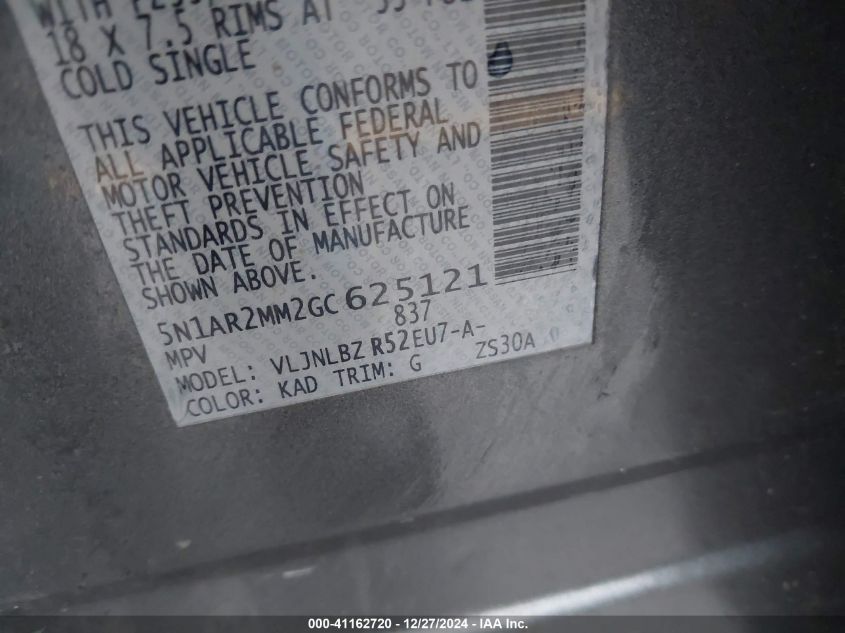 18 X 7.5 RIMS AT
COLD SINGLE
THIS VEHICLE CONFORMS TO
ALL APPLICABLE FEDERAL
MOTOR VEHICLE SAFETY AND
THEFT PREVENTION
STANDARDS IN EFFECT ON
THE DATE OF MANUFACTURE
SHOWN ABOVE.
5N1AR2MM2GC 625121
MPV 837
MODEL: VLJNLBZ R52EU7-A-
COLOR: KAD TRIM: G ZS30A
000-41162720 - 12/27/2024 - IAA Inc.